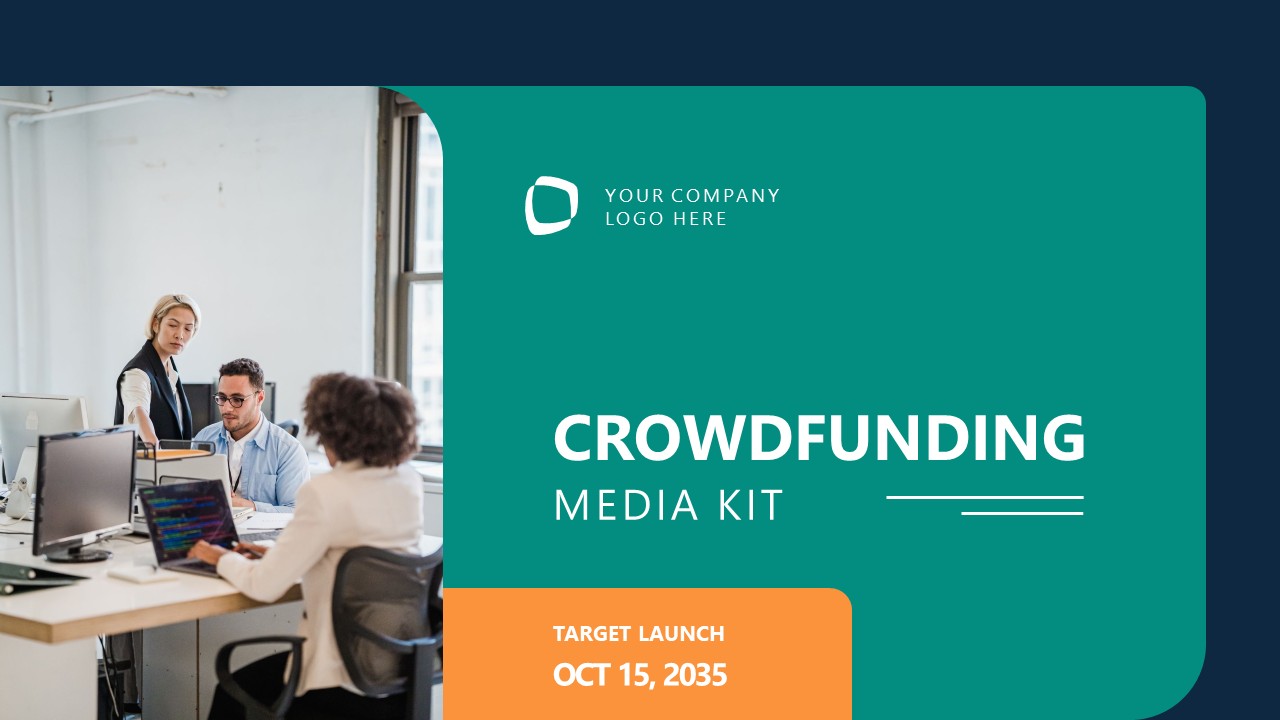 YOUR COMPANY
LOGO HERE
CROWDFUNDING
MEDIA KIT
TARGET LAUNCH
OCT 15, 2035